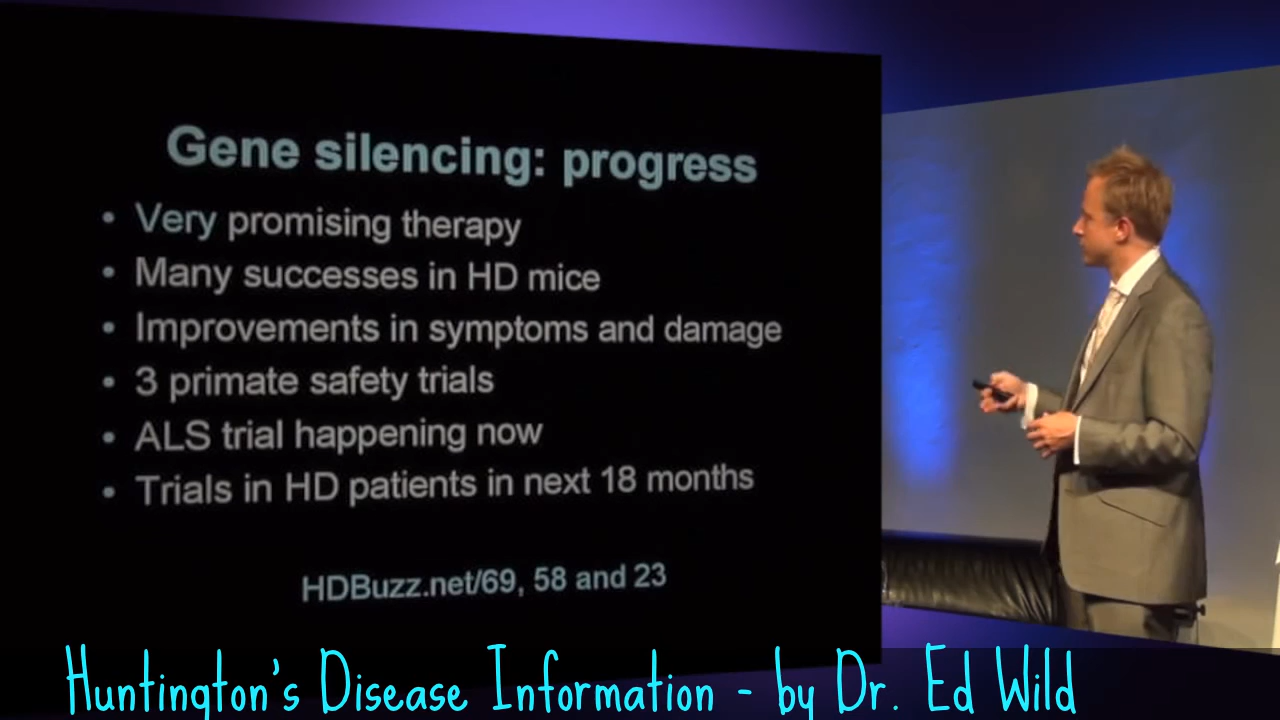 Gene silencing: progress
• Very promising therapy
• Many successes in HD mice
• Improvements in symptoms and damage
• 3 primate safety trials
• ALS trial happening now
• Trials in HD patients in next 18 months
HDBuzz.net/69, 58 and 23
Huntington's Disease Information - by Dr. Ed Wild